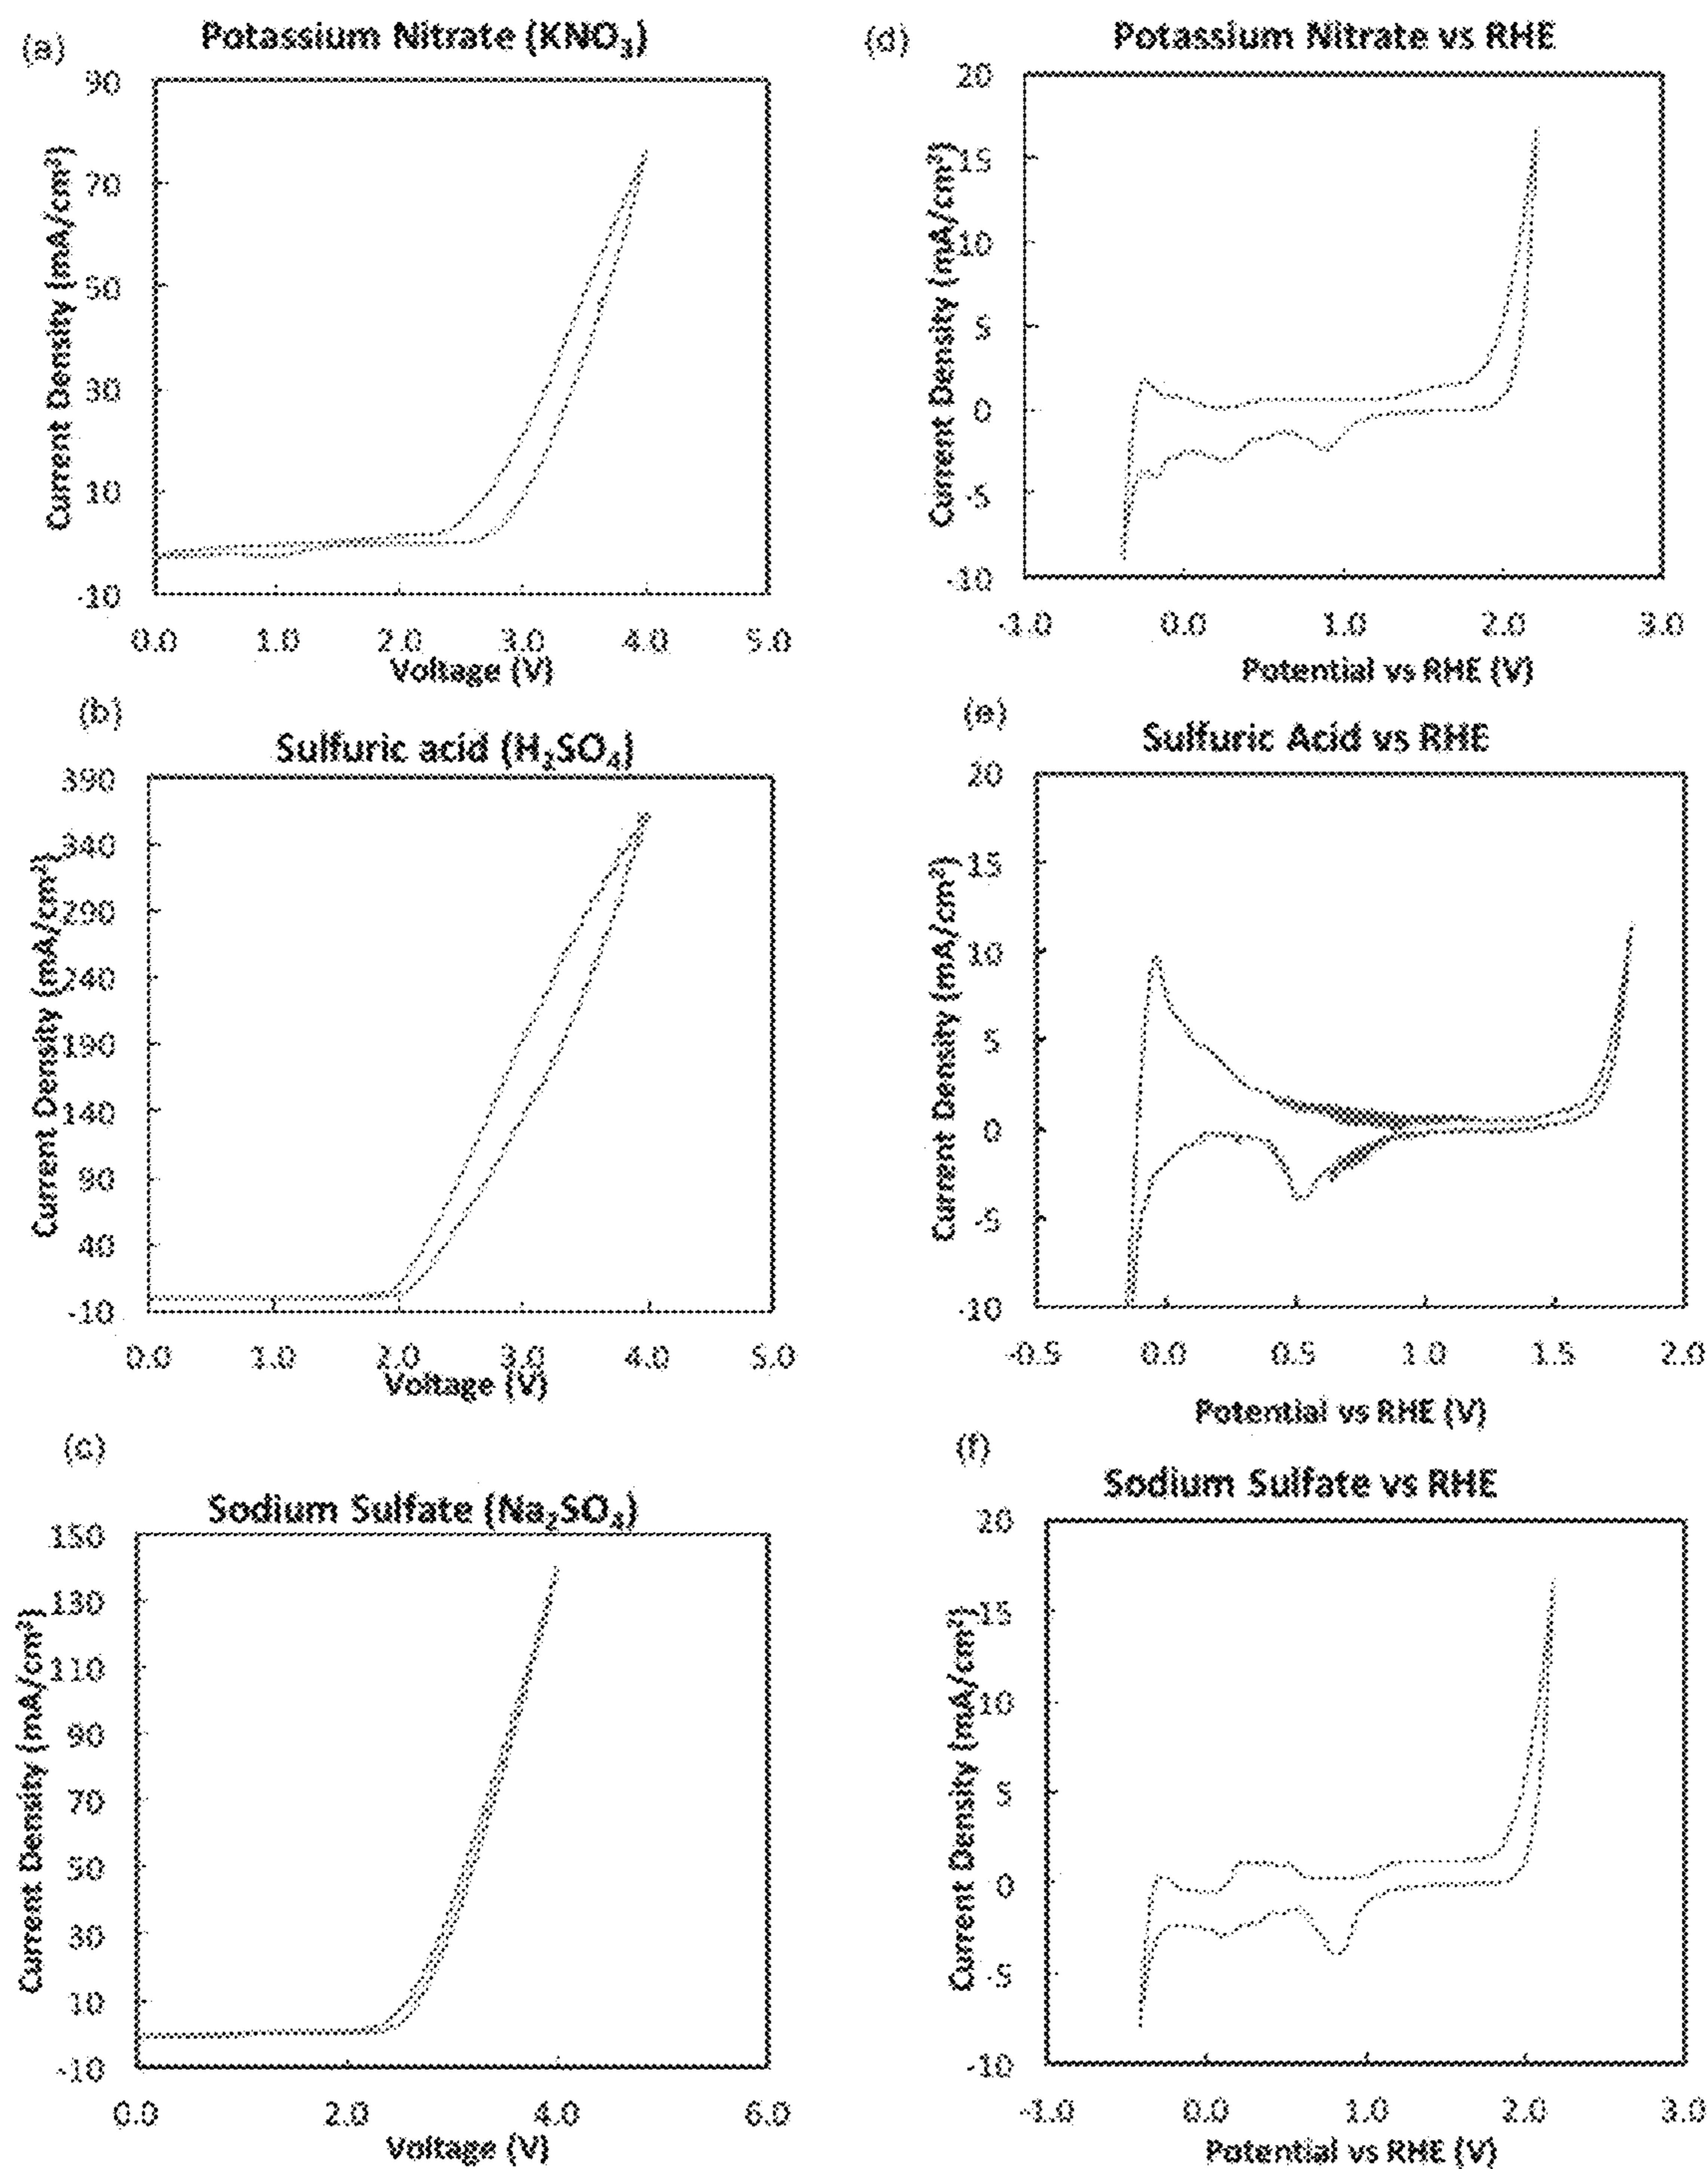 (a) Potassium Nitrate (KNO₃)
Current Density (mA/cm²)
90
70
50
30
10
-10
0.0 1.0 2.0 3.0 4.0 5.0
Voltage (V)
(d) Potassium Nitrate vs RHE
Current Density (mA/cm²)
20
15
10
5
0
-5
-10
-1.0 0.0 1.0 2.0 3.0
Potential vs RHE (V)
(b)
Sulfuric acid (H₂SO₄)
Current Density (mA/cm²)
390
340
290
240
190
140
90
40
-10
0.0 1.0 2.0 3.0 4.0 5.0
Voltage (V)
(e)
Sulfuric Acid vs RHE
Current Density (mA/cm²)
20
15
10
5
0
-5
-10
-0.5 0.0 0.5 1.0 1.5 2.0
Potential vs RHE (V)
(c)
Sodium Sulfate (Na₂SO₄)
Current Density (mA/cm²)
150
130
110
90
70
50
30
10
-10
0.0 2.0 4.0 6.0
Voltage (V)
(f)
Sodium Sulfate vs RHE
Current Density (mA/cm²)
20
15
10
5
0
-5
-10
-1.0 0.0 1.0 2.0 3.0
Potential vs RHE (V)